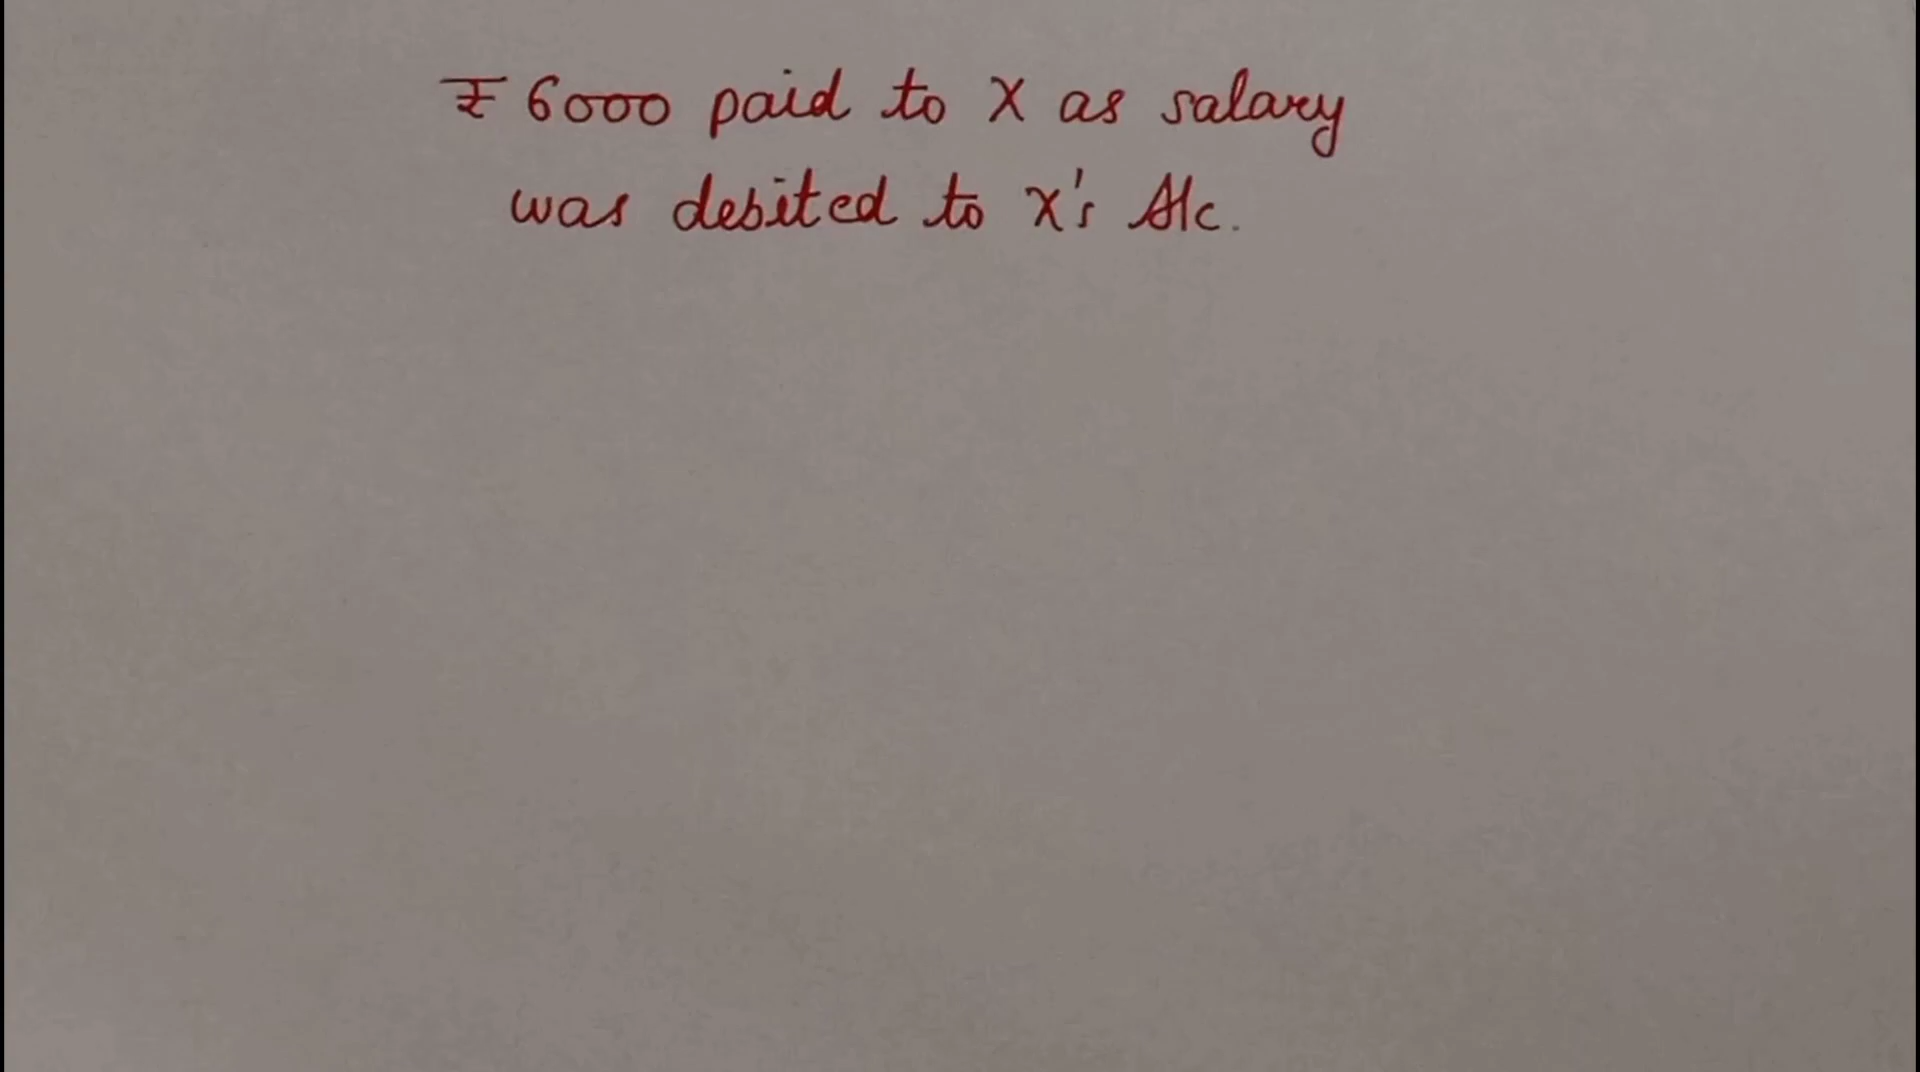 ₹ 6000 paid to X as salary
was debited to X's A/c.